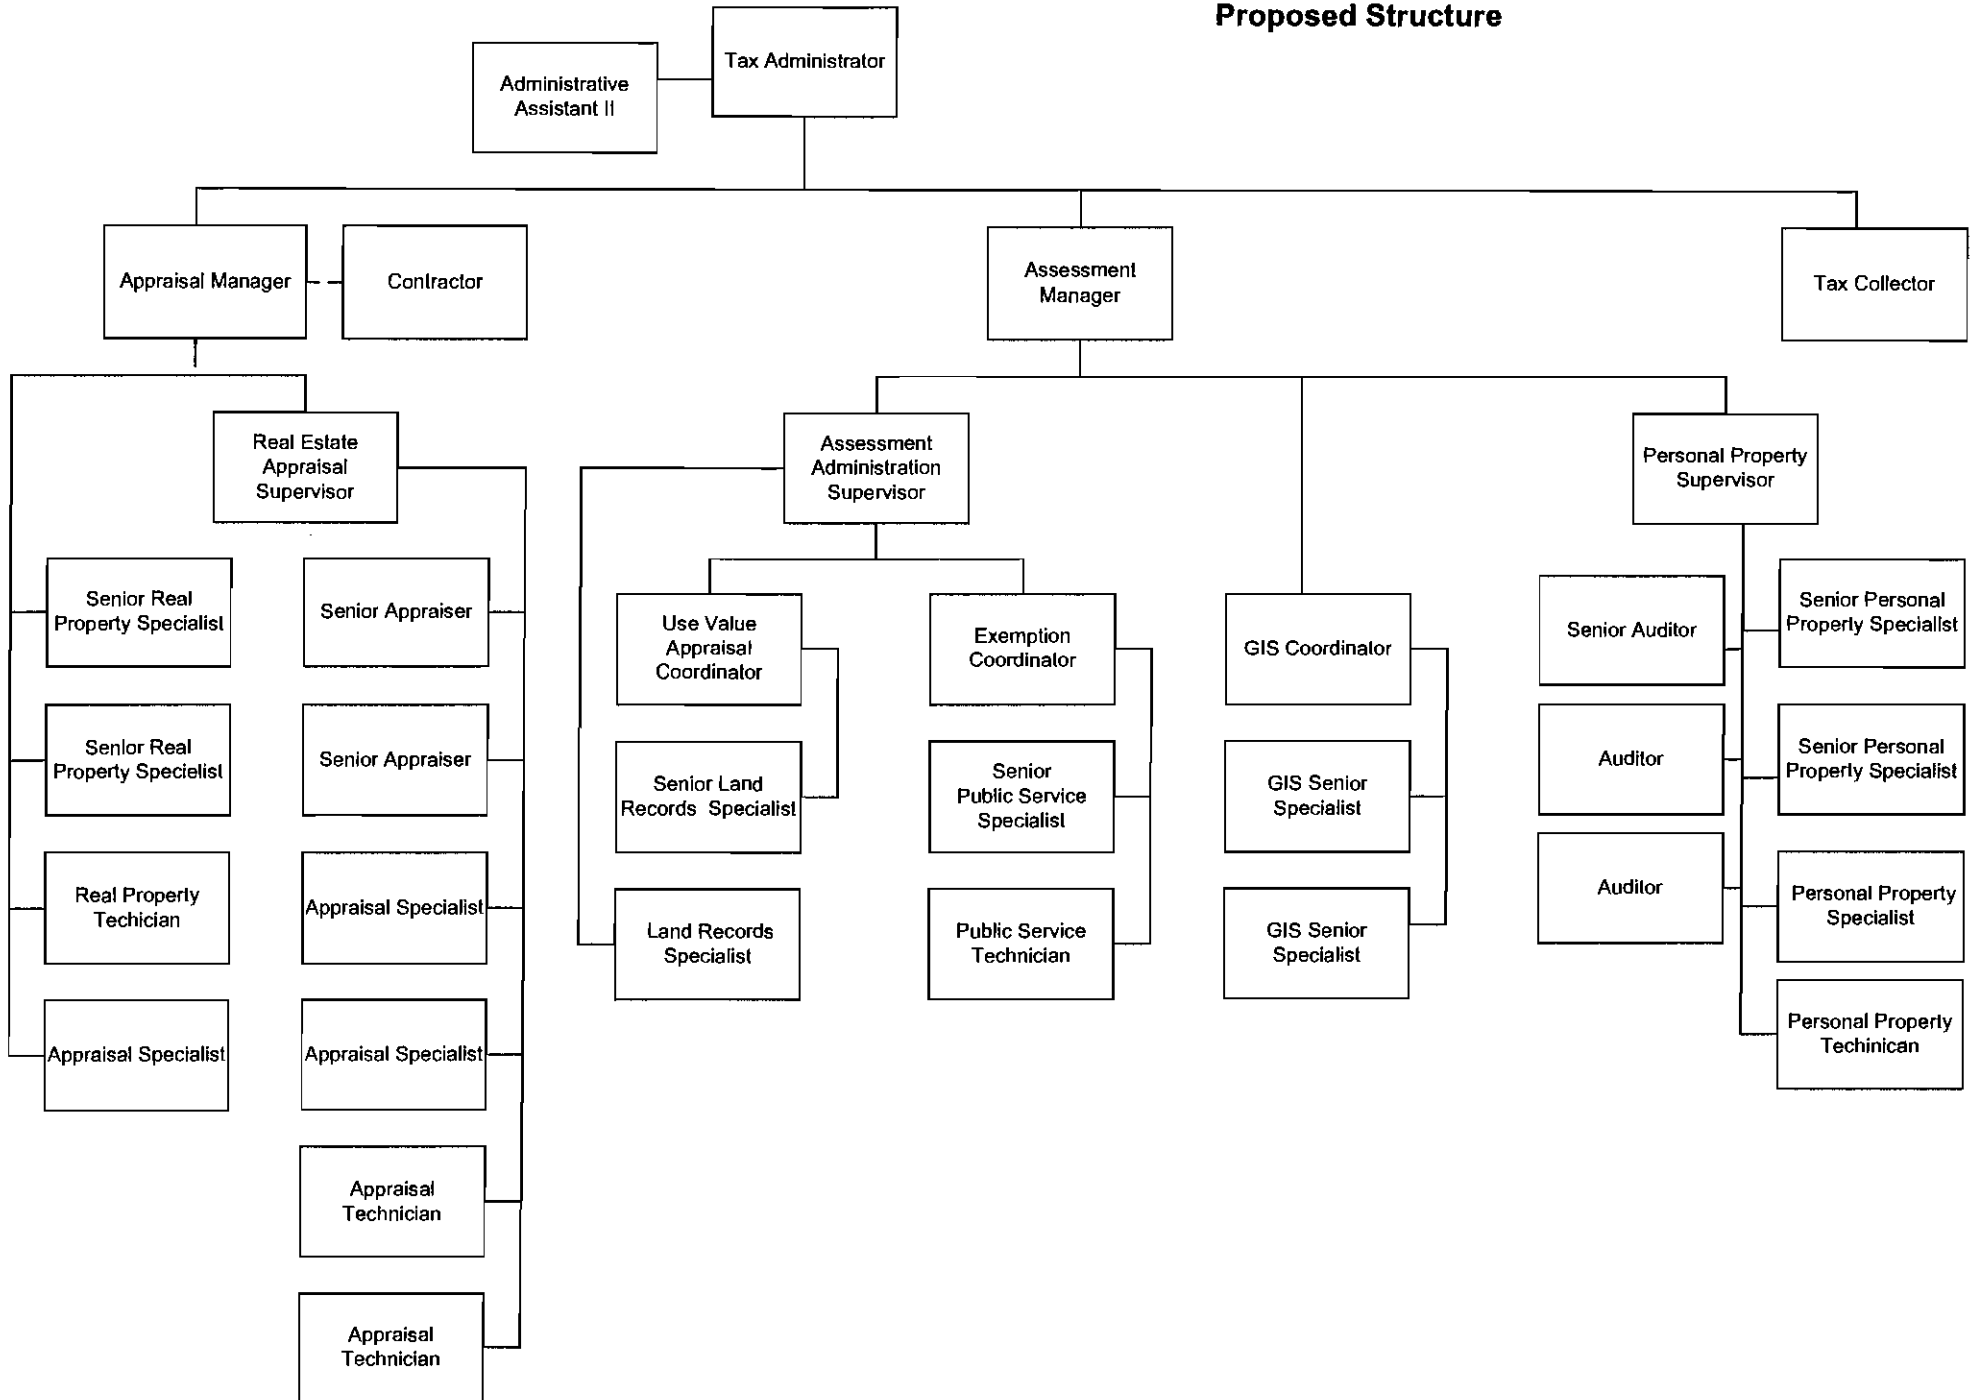 Proposed Structure
Tax Administrator
Administrative
Assistant II
Appraisal Manager
Contractor
Assessment
Manager
Tax Collector
Real Estate
Appraisal
Supervisor
Assessment
Administration
Supervisor
Personal Property
Supervisor
Senior Real
Property Specialist
Senior Real
Property Specielist
Real Property
Techician
Appraisal Specialist
Senior Appraiser
Senior Appraiser
Appraisal Specialist
Appraisal Specialist
Appraisal
Technician
Appraisal
Technician
Use Value
Appraisal
Coordinator
Senior Land
Records Specialist
Land Records
Specialist
Exemption
Coordinator
Senior
Public Service
Specialist
Public Service
Technician
GIS Coordinator
GIS Senior
Specialist
GIS Senior
Specialist
Senior Auditor
Auditor
Auditor
Senior Personal
Property Specialist
Senior Personal
Property Specialist
Personal Property
Specialist
Personal Property
Techinican